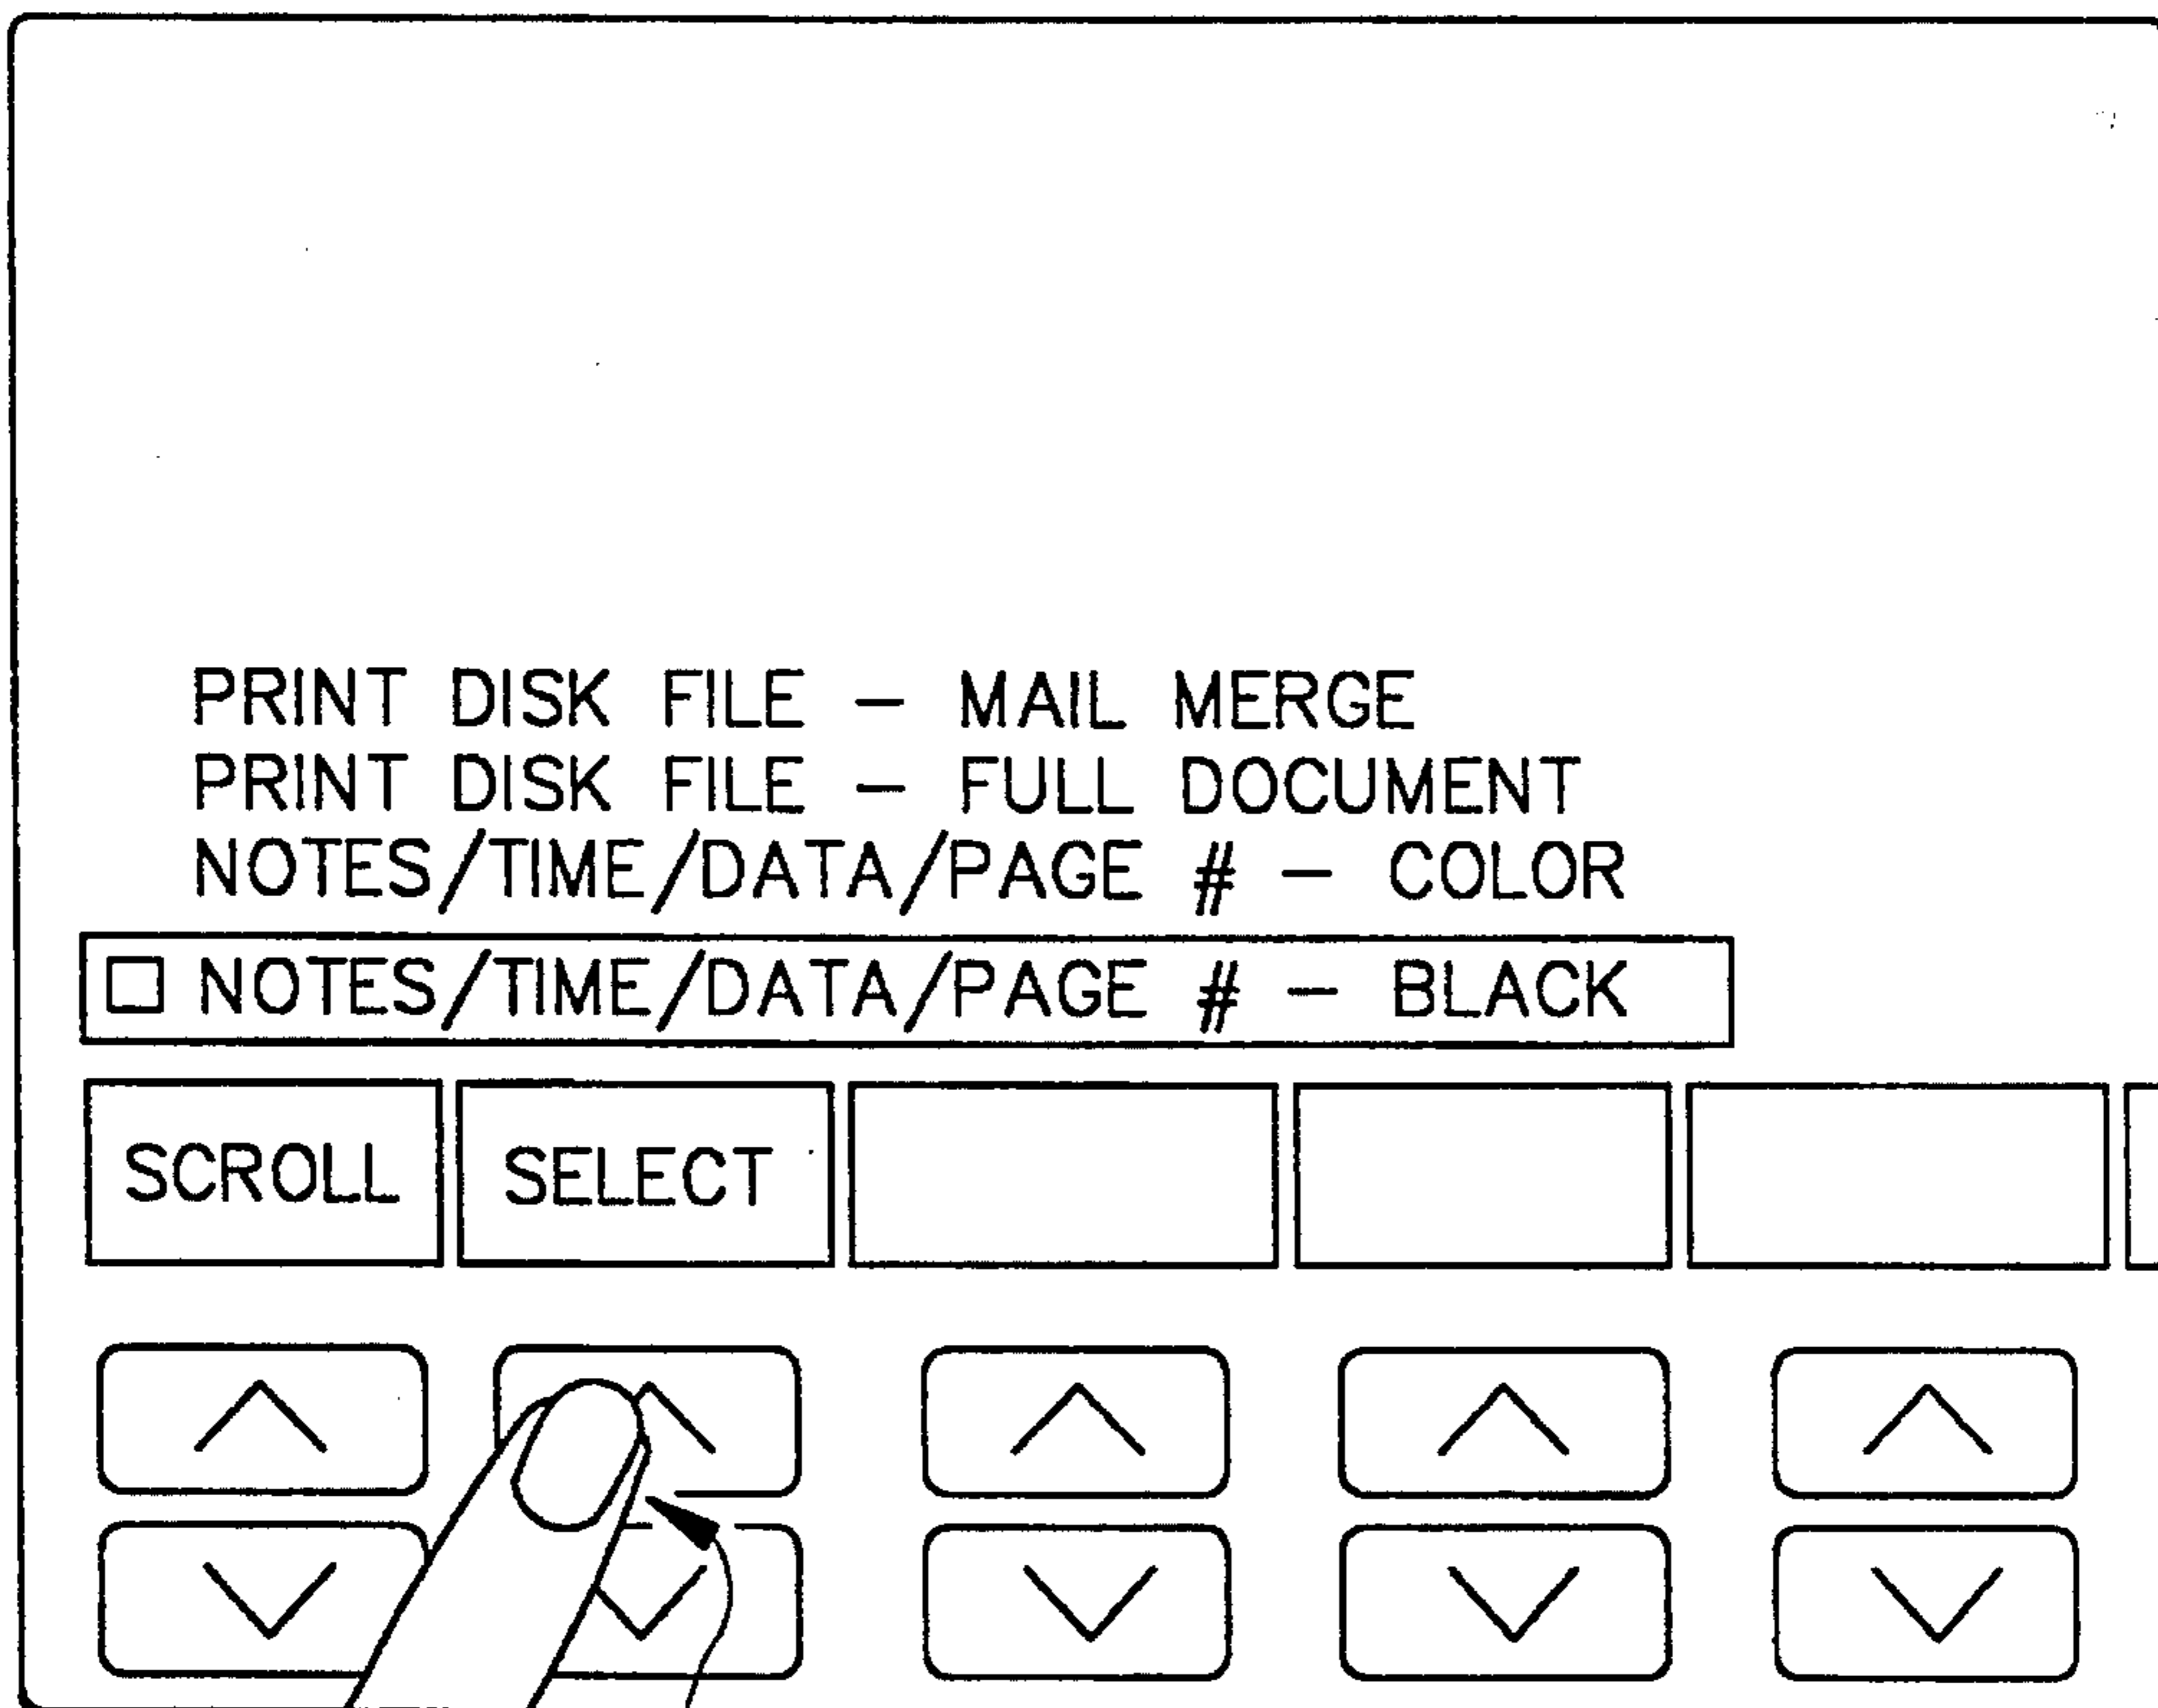 PRINT DISK FILE — MAIL MERGE
PRINT DISK FILE — FULL DOCUMENT
NOTES/TIME/DATA/PAGE # — COLOR
NOTES/TIME/DATA/PAGE # — BLACK
SCROLL SELECT